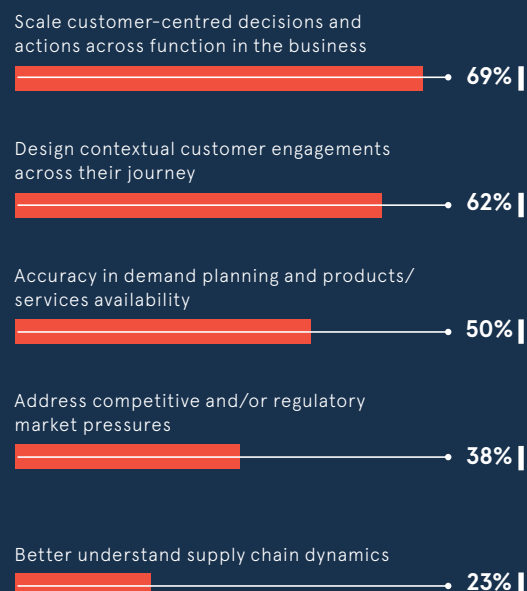 Scale customer-centred decisions and
actions across function in the business
69%
Design contextual customer engagements
across their journey
62%
Accuracy in demand planning and products/
services availability
50%
Address competitive and/or regulatory
market pressures
38%
Better understand supply chain dynamics
23%